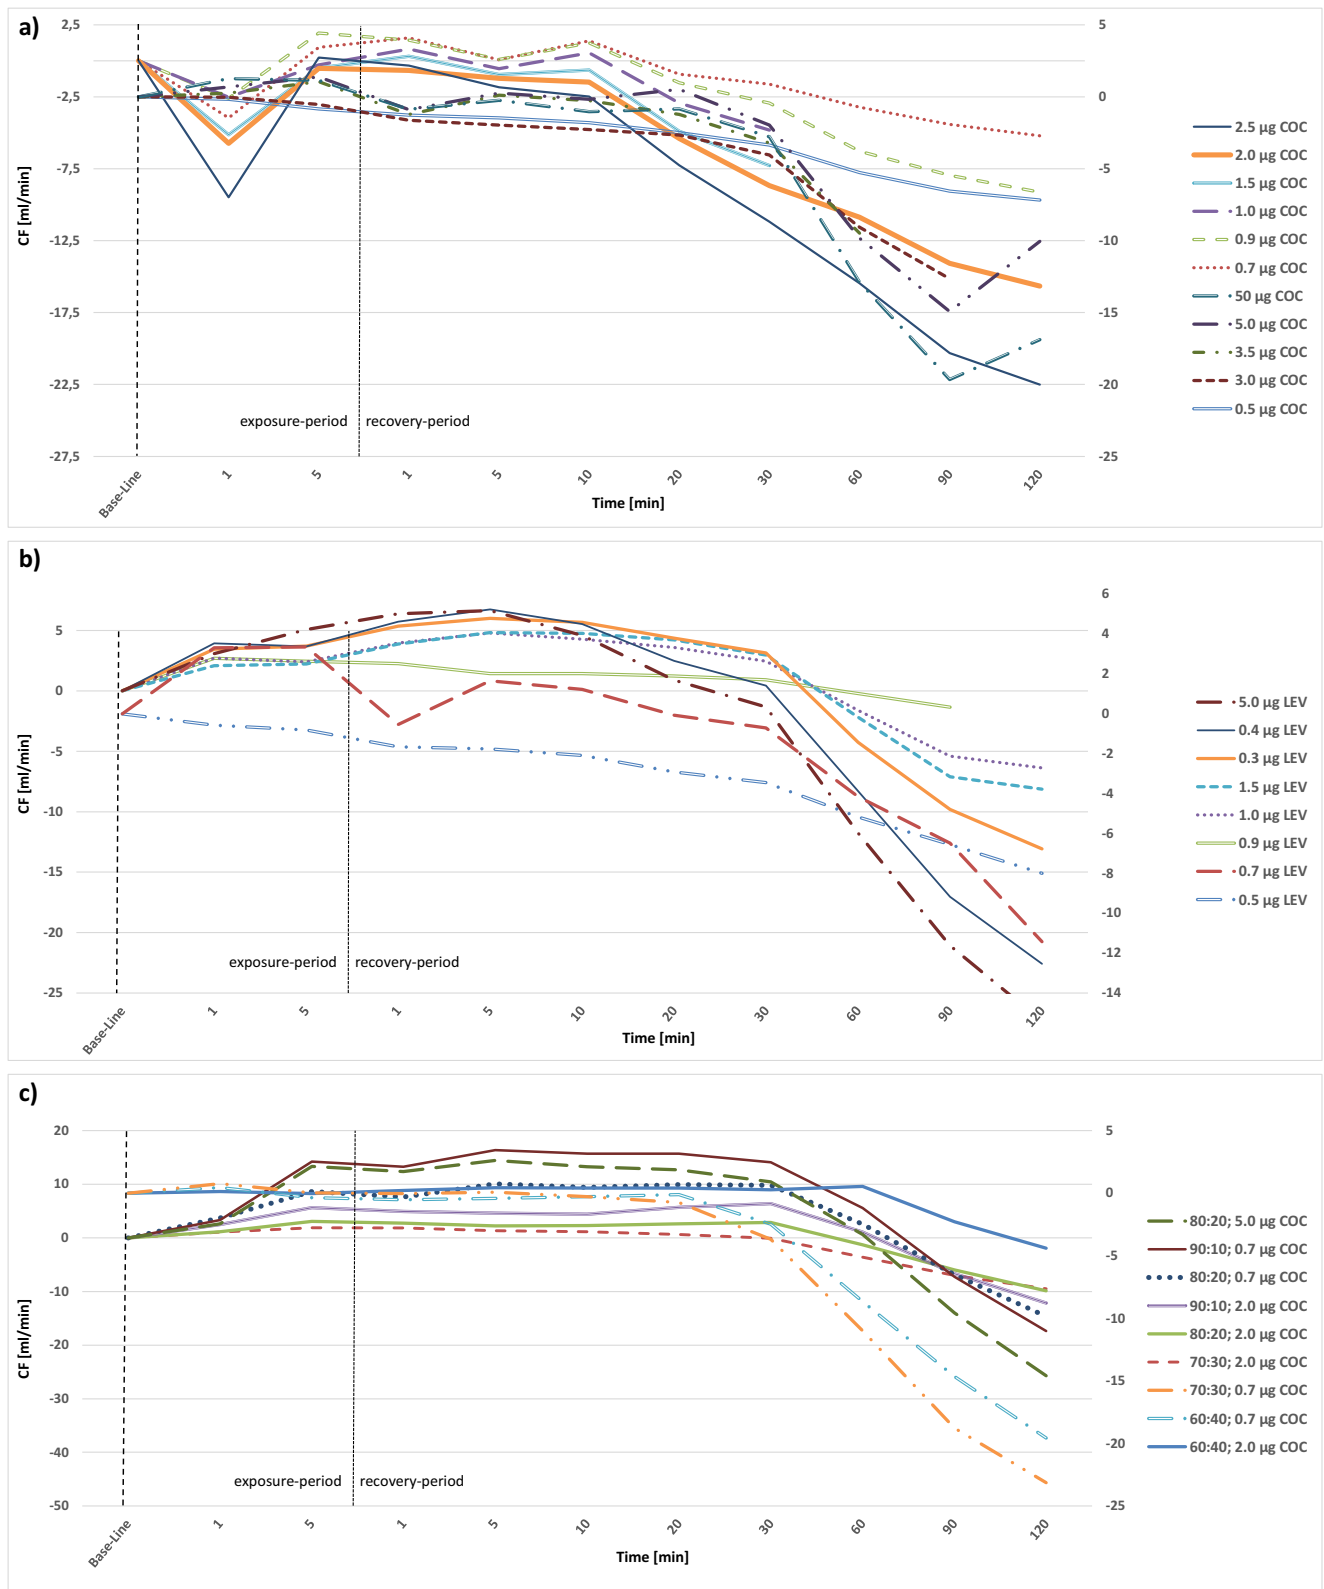 a)
2,5
-2,5
-7,5
-12,5
-17,5
-22,5
-27,5
CF [ml/min]
5
0
-5
-10
-15
-20
-25
exposure-period
recovery-period
Base-Line 1 5 1 5 10 20 30 60 90 120
Time [min]
2.5 µg COC
2.0 µg COC
1.5 µg COC
1.0 µg COC
0.9 µg COC
0.7 µg COC
50 µg COC
5.0 µg COC
3.5 µg COC
3.0 µg COC
0.5 µg COC
b)
5
0
-5
-10
-15
-20
-25
CF [ml/min]
6
4
2
0
-2
-4
-6
-8
-10
-12
-14
exposure-period
recovery-period
Base-Line 1 5 1 5 10 20 30 60 90 120
Time [min]
5.0 µg LEV
0.4 µg LEV
0.3 µg LEV
1.5 µg LEV
1.0 µg LEV
0.9 µg LEV
0.7 µg LEV
0.5 µg LEV
c)
20
10
0
-10
-20
-30
-40
-50
CF [ml/min]
5
0
-5
-10
-15
-20
-25
exposure-period
recovery-period
Base-Line 1 5 1 5 10 20 30 60 90 120
Time [min]
80:20; 5.0 µg COC
90:10; 0.7 µg COC
80:20; 0.7 µg COC
90:10; 2.0 µg COC
80:20; 2.0 µg COC
70:30; 2.0 µg COC
70:30; 0.7 µg COC
60:40; 0.7 µg COC
60:40; 2.0 µg COC